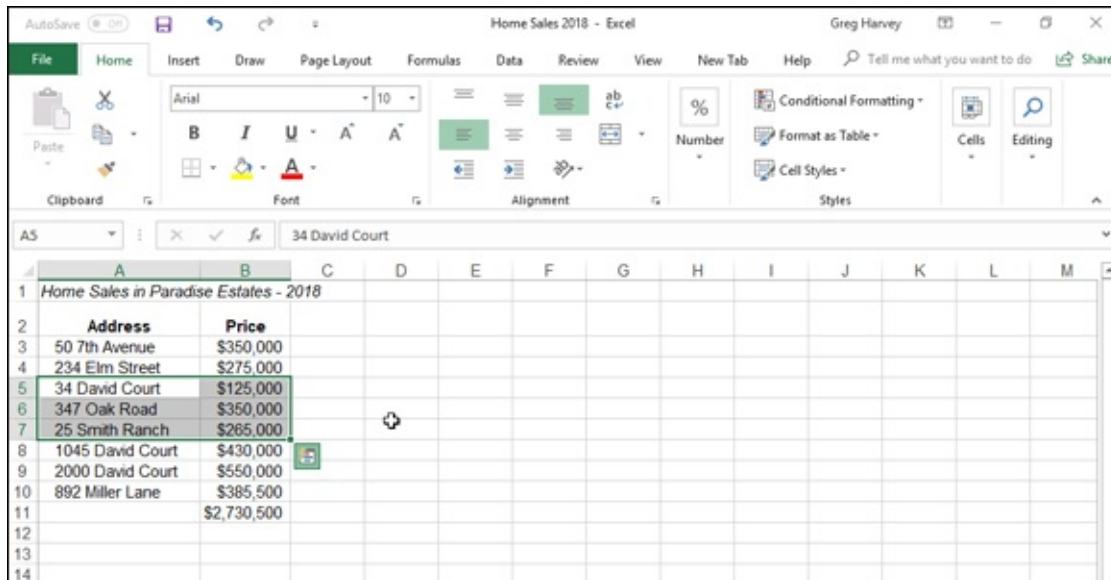 AutoSave Off Home Sales 2018 - Excel Greg Harvey
File Home Insert Draw Page Layout Formulas Data Review View New Tab Help Tell me what you want to do Share
Arial 10 ab % Conditional Formatting
Paste B I U A A Number Format as Table Cells Editing
A Cell Styles
Clipboard Font Alignment Styles
A5 fx 34 David Court
A B C D E F G H I J K L M
1 Home Sales in Paradise Estates - 2018
2 Address Price
3 50 7th Avenue $350,000
4 234 Elm Street $275,000
5 34 David Court $125,000
6 347 Oak Road $350,000
7 25 Smith Ranch $265,000
8 1045 David Court $430,000
9 2000 David Court $550,000
10 892 Miller Lane $385,500
11 $2,730,500
12
13
14